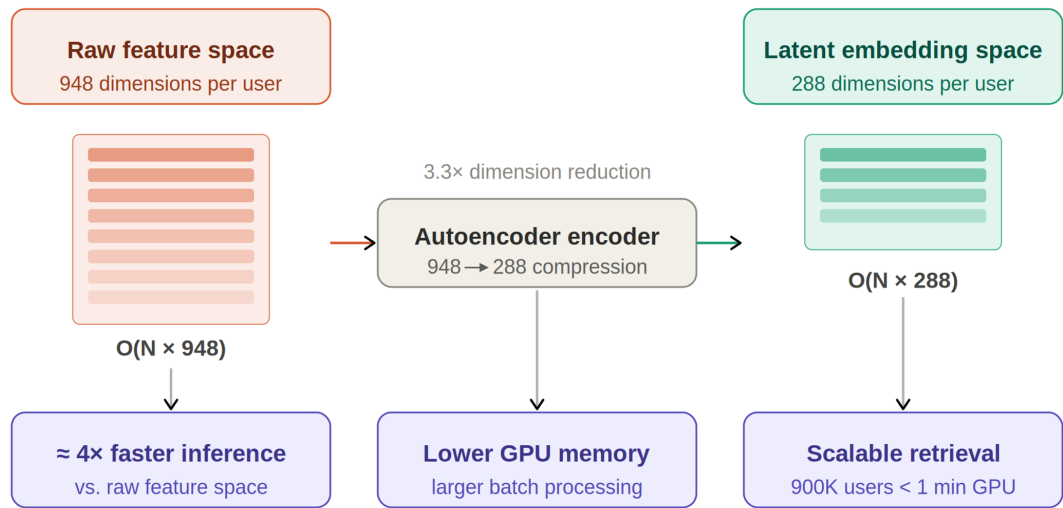 Raw feature space
948 dimensions per user
Latent embedding space
288 dimensions per user
3.3× dimension reduction
Autoencoder encoder
948 → 288 compression
O(N × 948)
O(N × 288)
≈ 4× faster inference
vs. raw feature space
Lower GPU memory
larger batch processing
Scalable retrieval
900K users < 1 min GPU